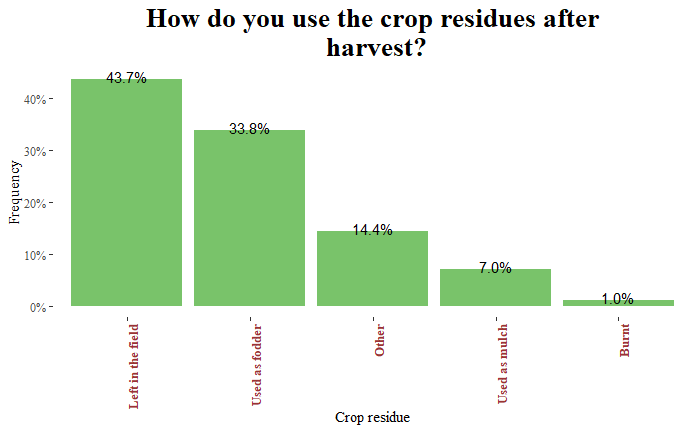 How do you use the crop residues after
harvest?
Frequency
40%
30%
20%
10%
0%
43.7%
33.8%
14.4%
7.0%
1.0%
Left in the field
Used as fodder
Other
Used as mulch
Burnt
Crop residue